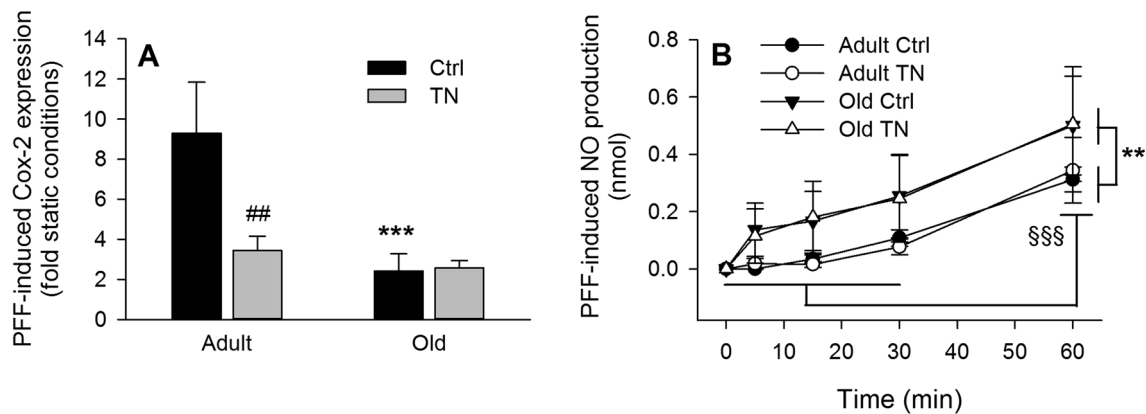 PFF-induced Cox-2 expression
(fold static conditions)
14
12
10
8
6
4
2
0
A
Ctrl
TN
##
***
Adult
Old
PFF-induced NO production
(nmol)
0.8
0.6
0.4
0.2
0.0
B
Adult Ctrl
Adult TN
Old Ctrl
Old TN
**
§§§
0 10 20 30 40 50 60
Time (min)